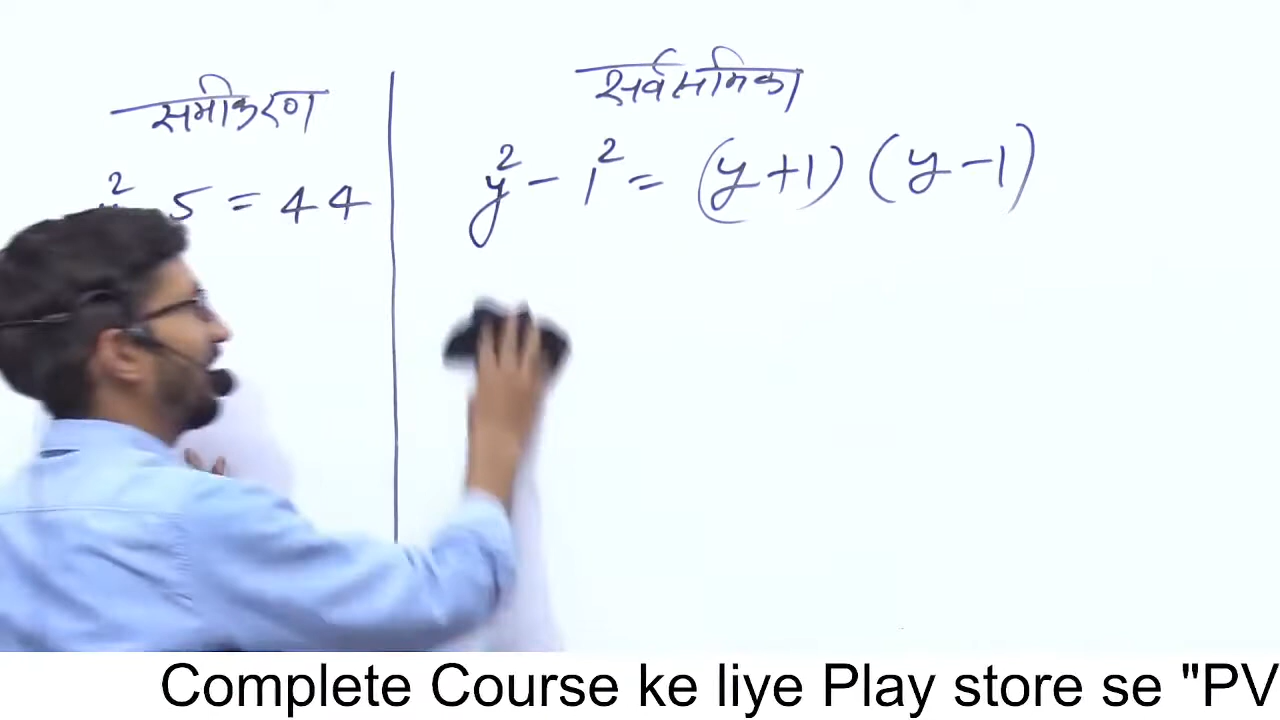 समीकरण
5 = 44
सर्वसमिका
y² - 1² = (y+1) (y-1)
Complete Course ke liye Play store se "PV